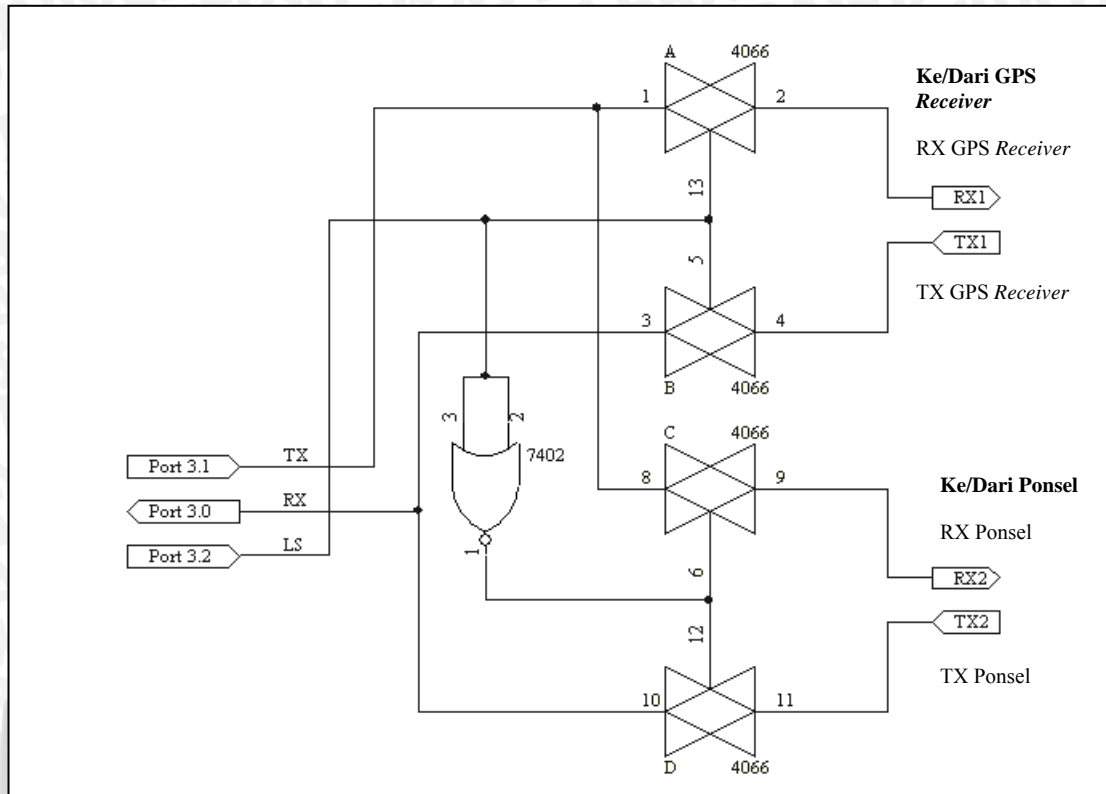 A 4066
1 2
13
Ke/Dari GPS
Receiver
RX GPS Receiver
RX1
TX1
TX GPS Receiver
5
3 4
B 4066
3 2
7402
1
Port 3.1 TX
Port 3.0 RX
Port 3.2 LS
C 4066
8 9
6
Ke/Dari Ponsel
RX Ponsel
RX2
TX2
TX Ponsel
12
10 11
D 4066